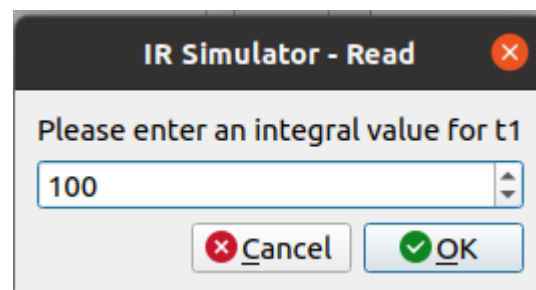 IR Simulator - Read
Please enter an integral value for t1
100
Cancel OK